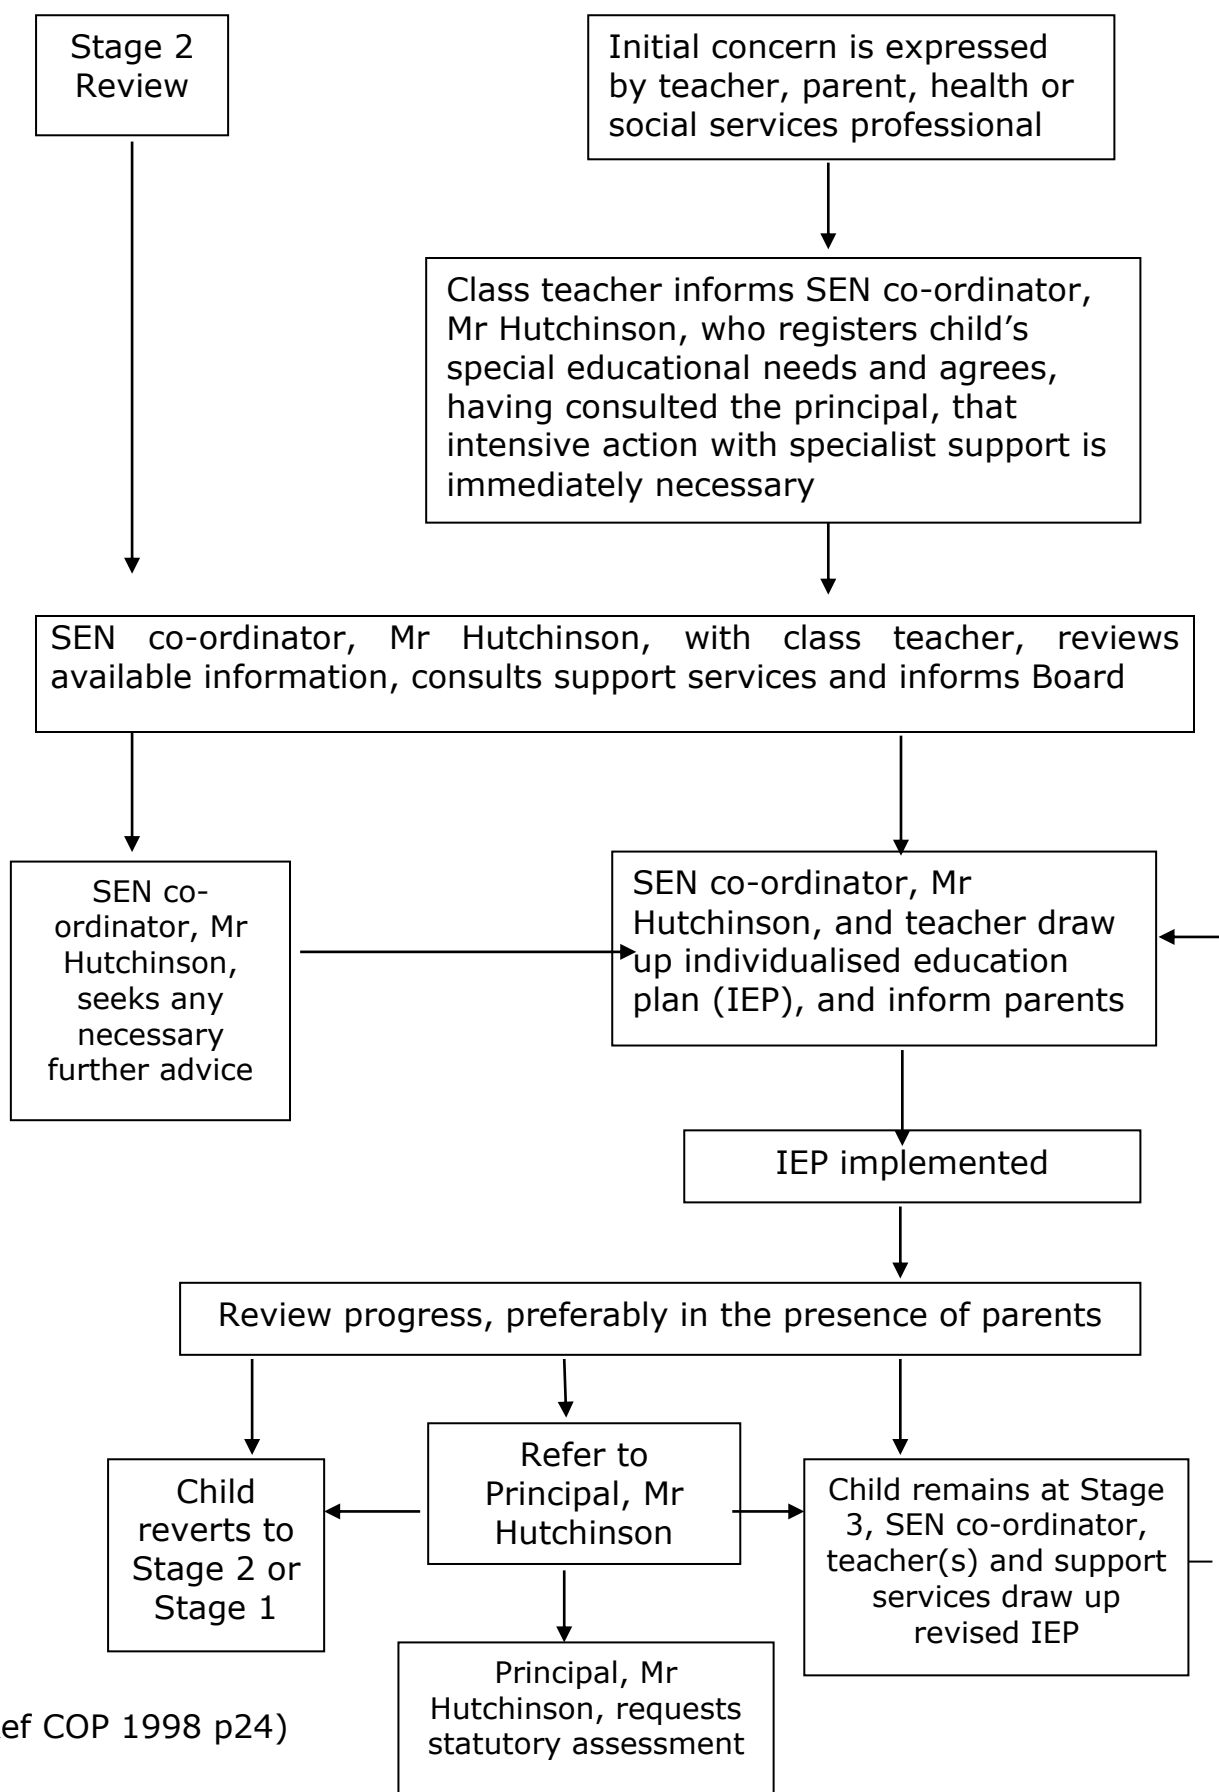 Stage 2
Review
Initial concern is expressed
by teacher, parent, health or
social services professional
Class teacher informs SEN co-ordinator,
Mr Hutchinson, who registers child’s
special educational needs and agrees,
having consulted the principal, that
intensive action with specialist support is
immediately necessary
SEN co-ordinator, Mr Hutchinson, with class teacher, reviews
available information, consults support services and informs Board
SEN co-
ordinator, Mr
Hutchinson,
seeks any
necessary
further advice
SEN co-ordinator, Mr
Hutchinson, and teacher draw
up individualised education
plan (IEP), and inform parents
IEP implemented
Review progress, preferably in the presence of parents
Child
reverts to
Stage 2 or
Stage 1
Refer to
Principal, Mr
Hutchinson
Child remains at Stage
3, SEN co-ordinator,
teacher(s) and support
services draw up
revised IEP
Principal, Mr
Hutchinson, requests
statutory assessment
ef COP 1998 p24)